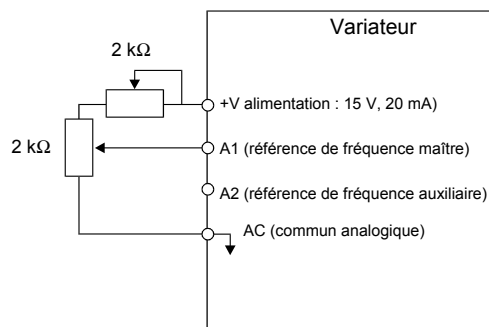 Variateur
2 kΩ
+V alimentation : 15 V, 20 mA)
2 kΩ
A1 (référence de fréquence maître)
A2 (référence de fréquence auxiliaire)
AC (commun analogique)